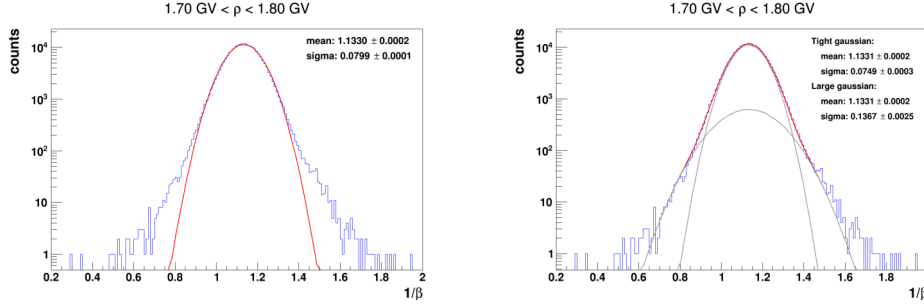 1.70 GV < ρ < 1.80 GV
counts
mean: 1.1330 ± 0.0002
sigma: 0.0799 ± 0.0001
10⁴
10³
10²
10
1
0.2 0.4 0.6 0.8 1 1.2 1.4 1.6 1.8 2
1/β
1.70 GV < ρ < 1.80 GV
counts
Tight gaussian:
mean: 1.1331 ± 0.0002
sigma: 0.0749 ± 0.0003
Large gaussian:
mean: 1.1331 ± 0.0002
sigma: 0.1367 ± 0.0025
10⁴
10³
10²
10
1
0.2 0.4 0.6 0.8 1 1.2 1.4 1.6 1.8 2
1/β